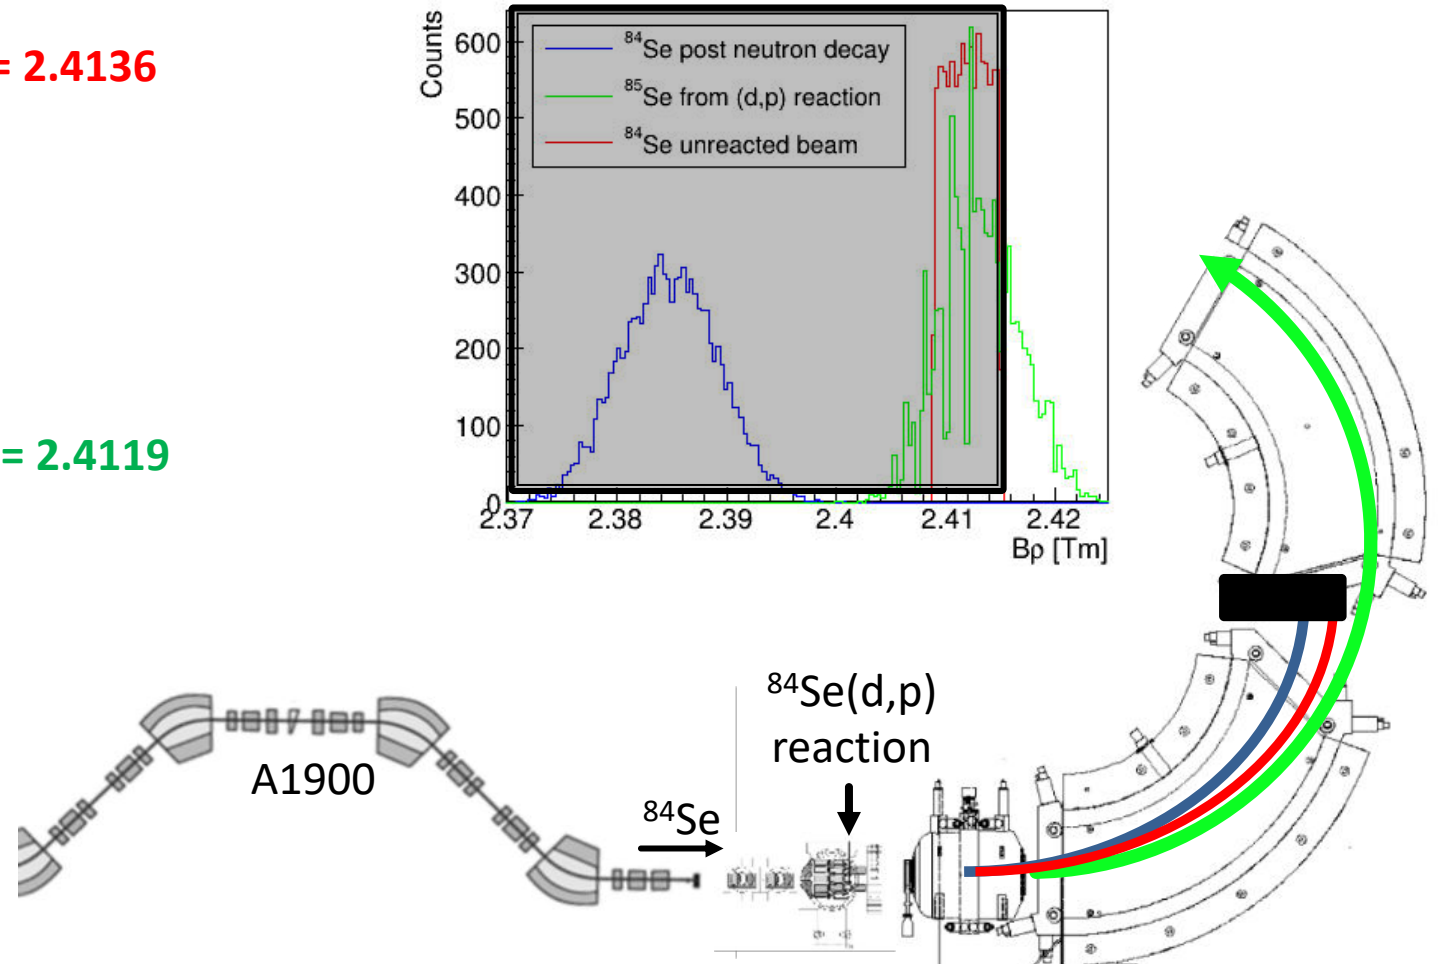 = 2.4136
= 2.4119
Counts
600
500
400
300
200
100
0
⁸⁴Se post neutron decay
⁸⁵Se from (d,p) reaction
⁸⁴Se unreacted beam
2.37 2.38 2.39 2.4 2.41 2.42
Bρ [Tm]
A1900
⁸⁴Se
⁸⁴Se(d,p)
reaction